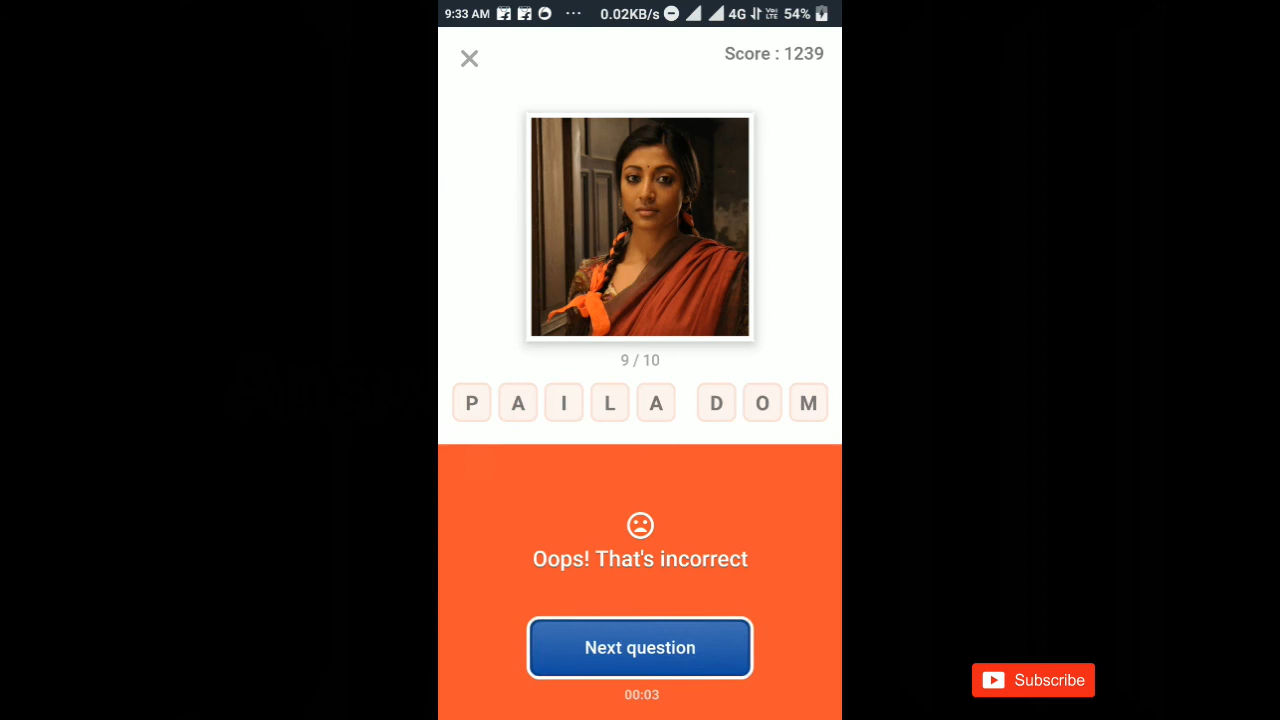 9:33 AM ... 0.02KB/s 4G VoLTE 54%
Score : 1239
9 / 10
P A I L A D O M
Oops! That's incorrect
Next question
00:03
Subscribe